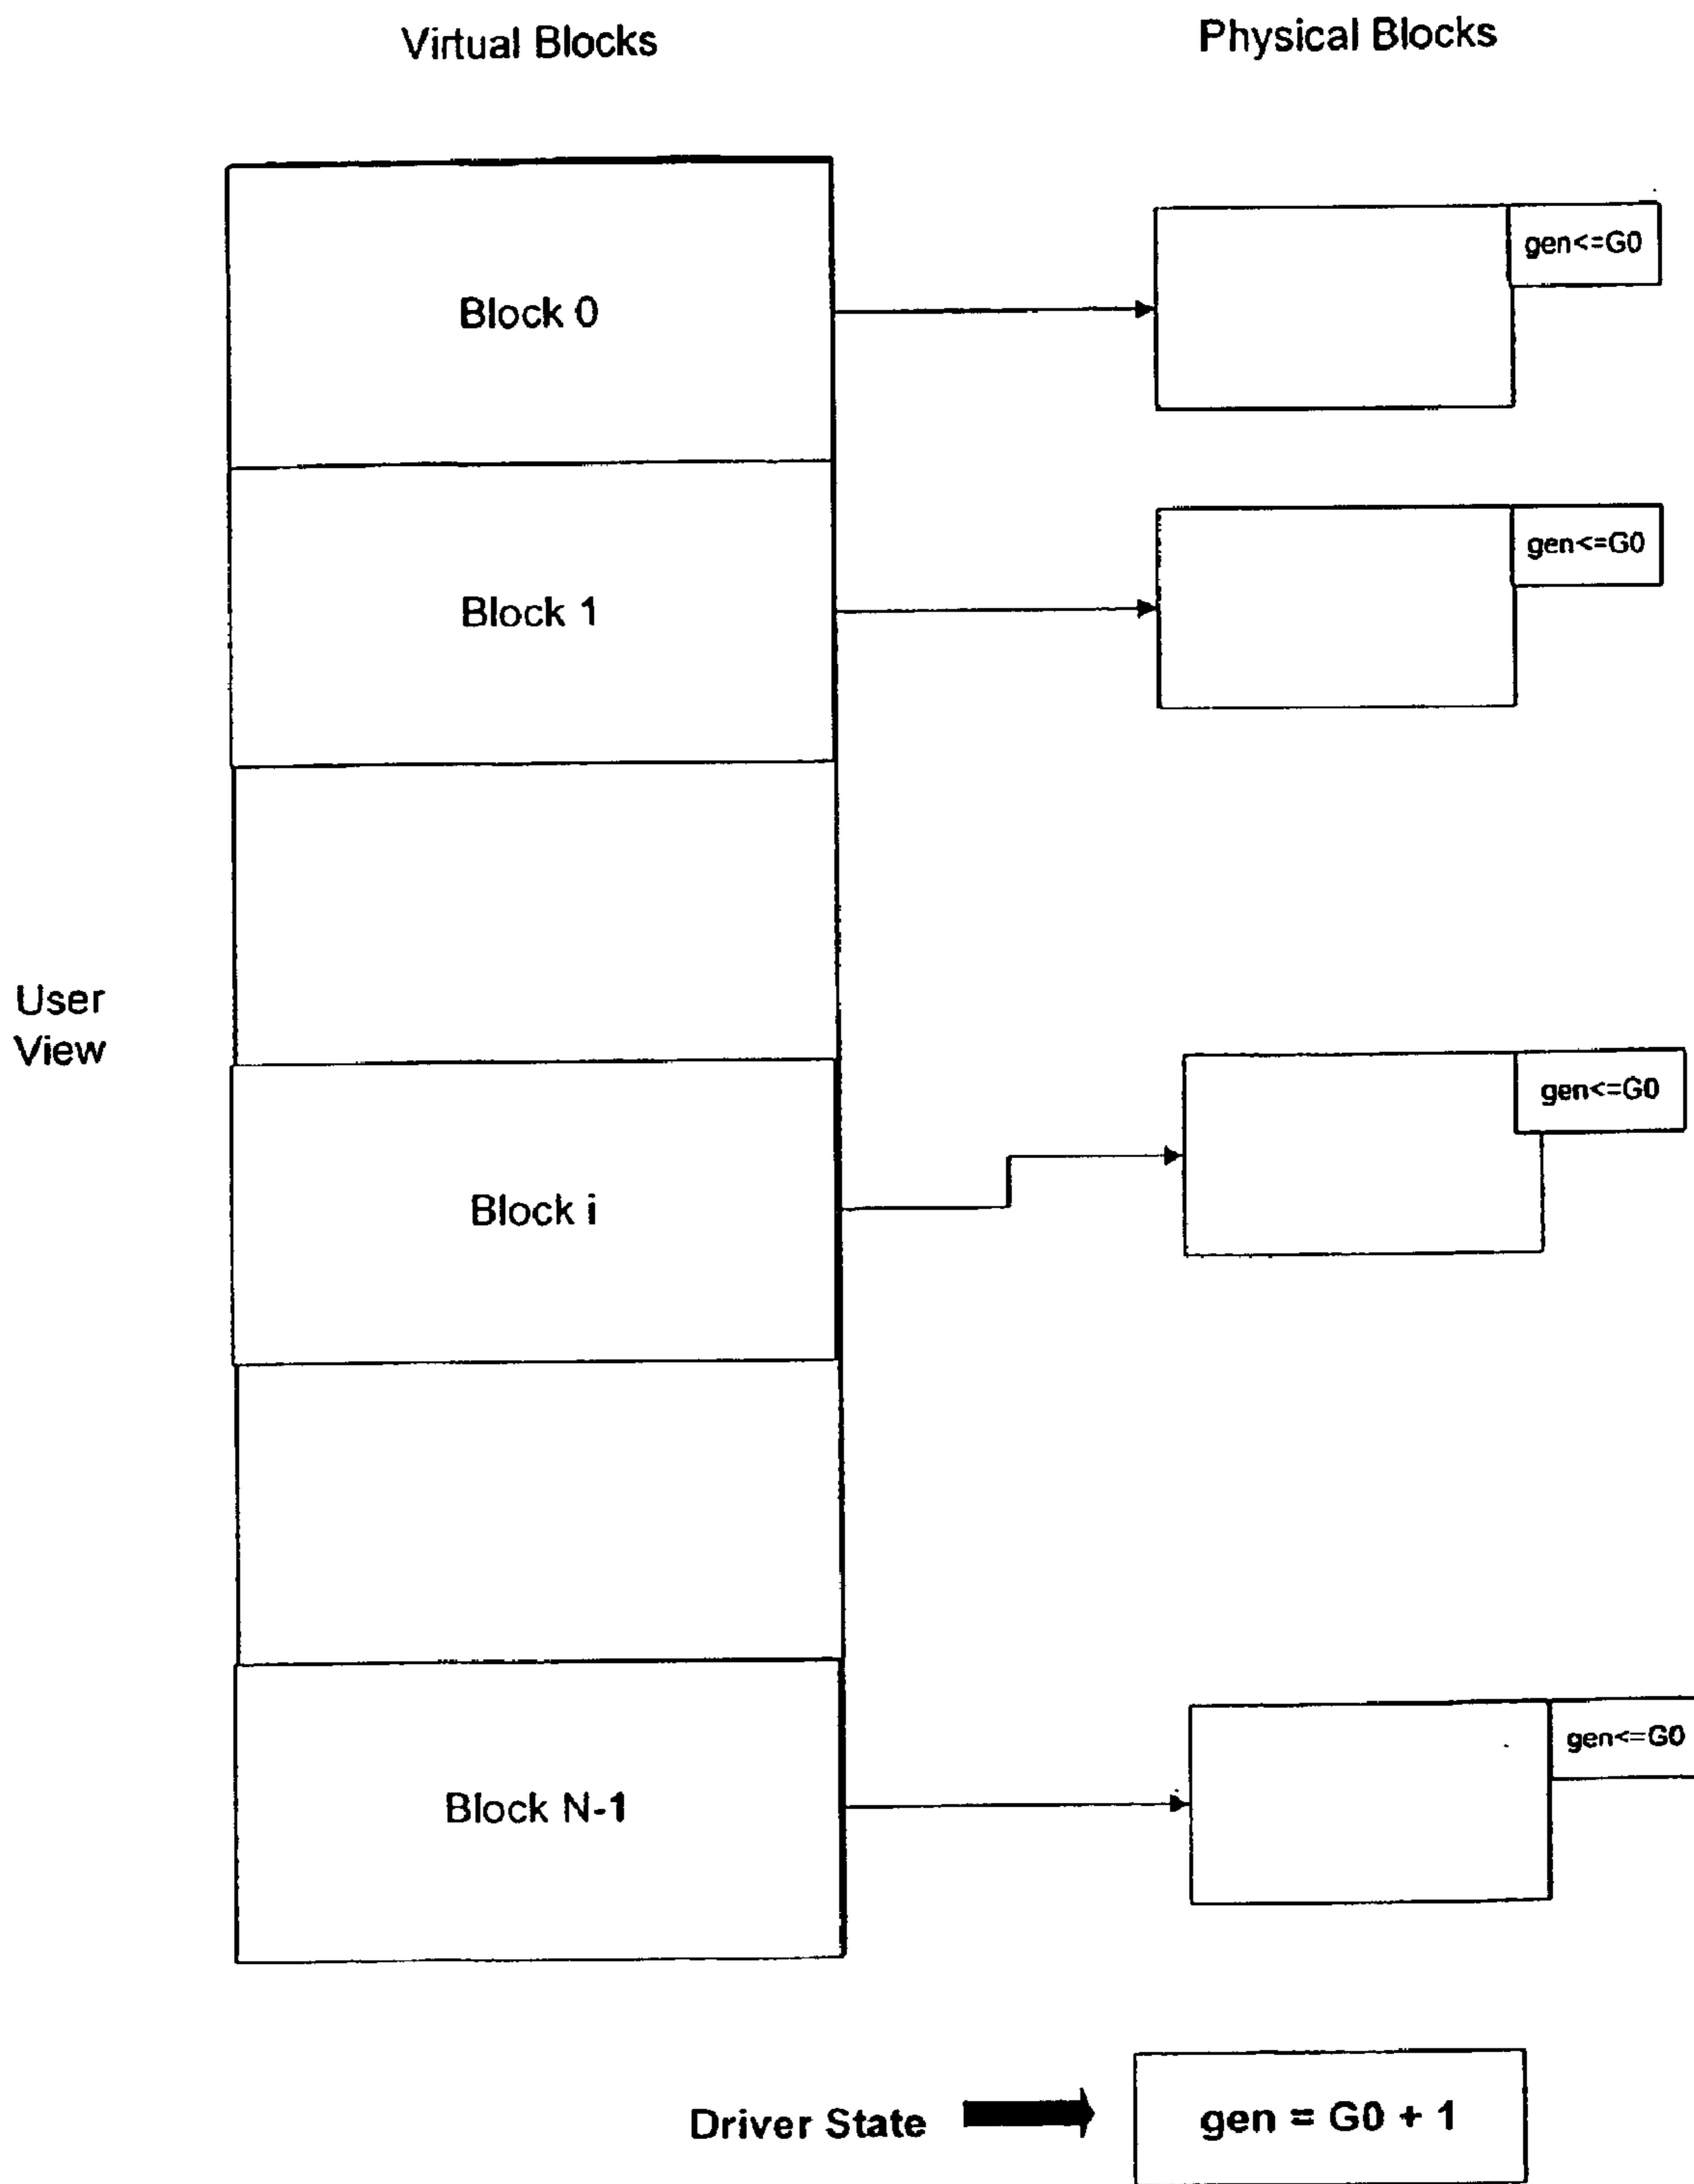 Virtual Blocks
Physical Blocks
gen<=G0
Block 0
gen<=G0
Block 1
User
View
gen<=G0
Block i
gen<=G0
Block N-1
Driver State
gen = G0 + 1